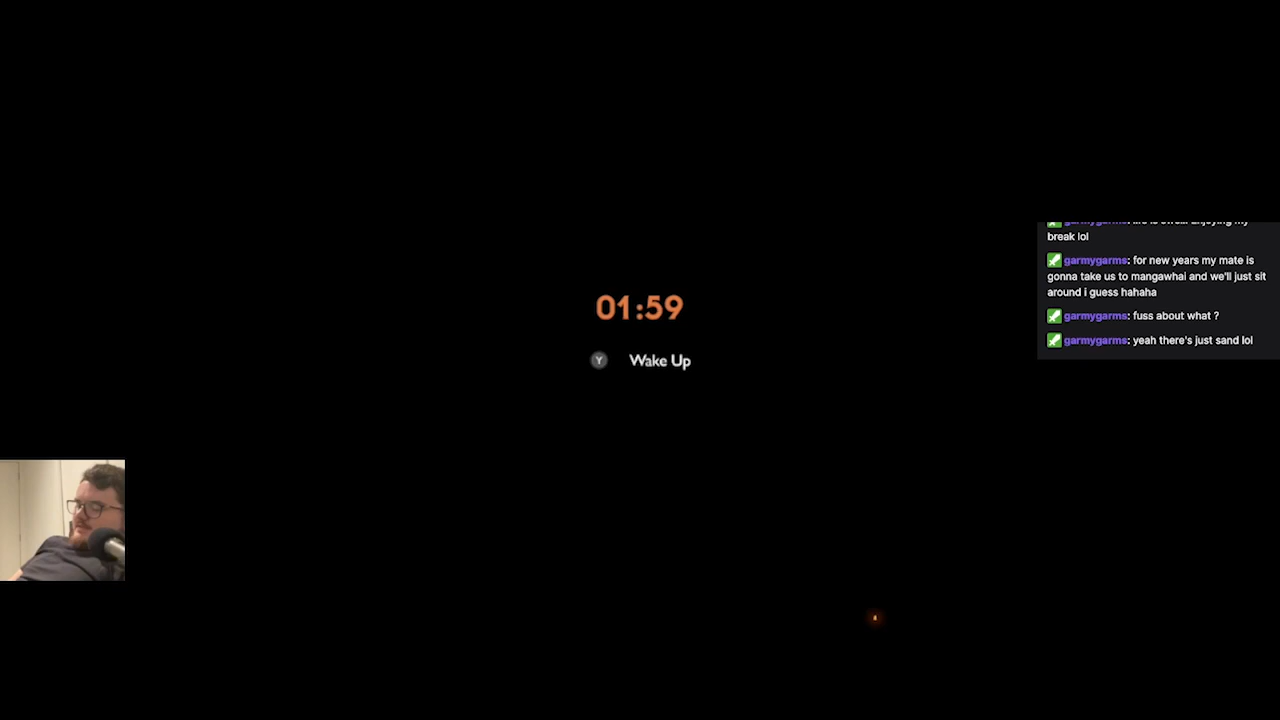 break lol
garmygarms: for new years my mate is
gonna take us to mangawhai and we'll just sit
around i guess hahaha
garmygarms: fuss about what ?
garmygarms: yeah there's just sand lol
01:59
Y Wake Up